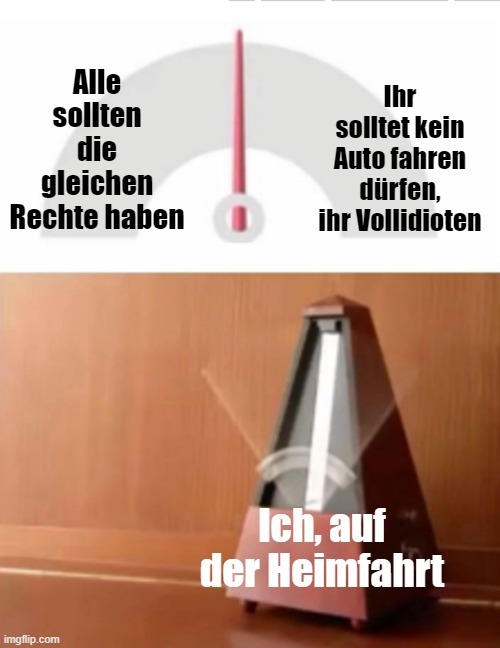 Alle
sollten
die
gleichen
Rechte haben
Ihr
solltet kein
Auto fahren
dürfen,
ihr Vollidioten
Ich, auf
der Heimfahrt
imgflip.com